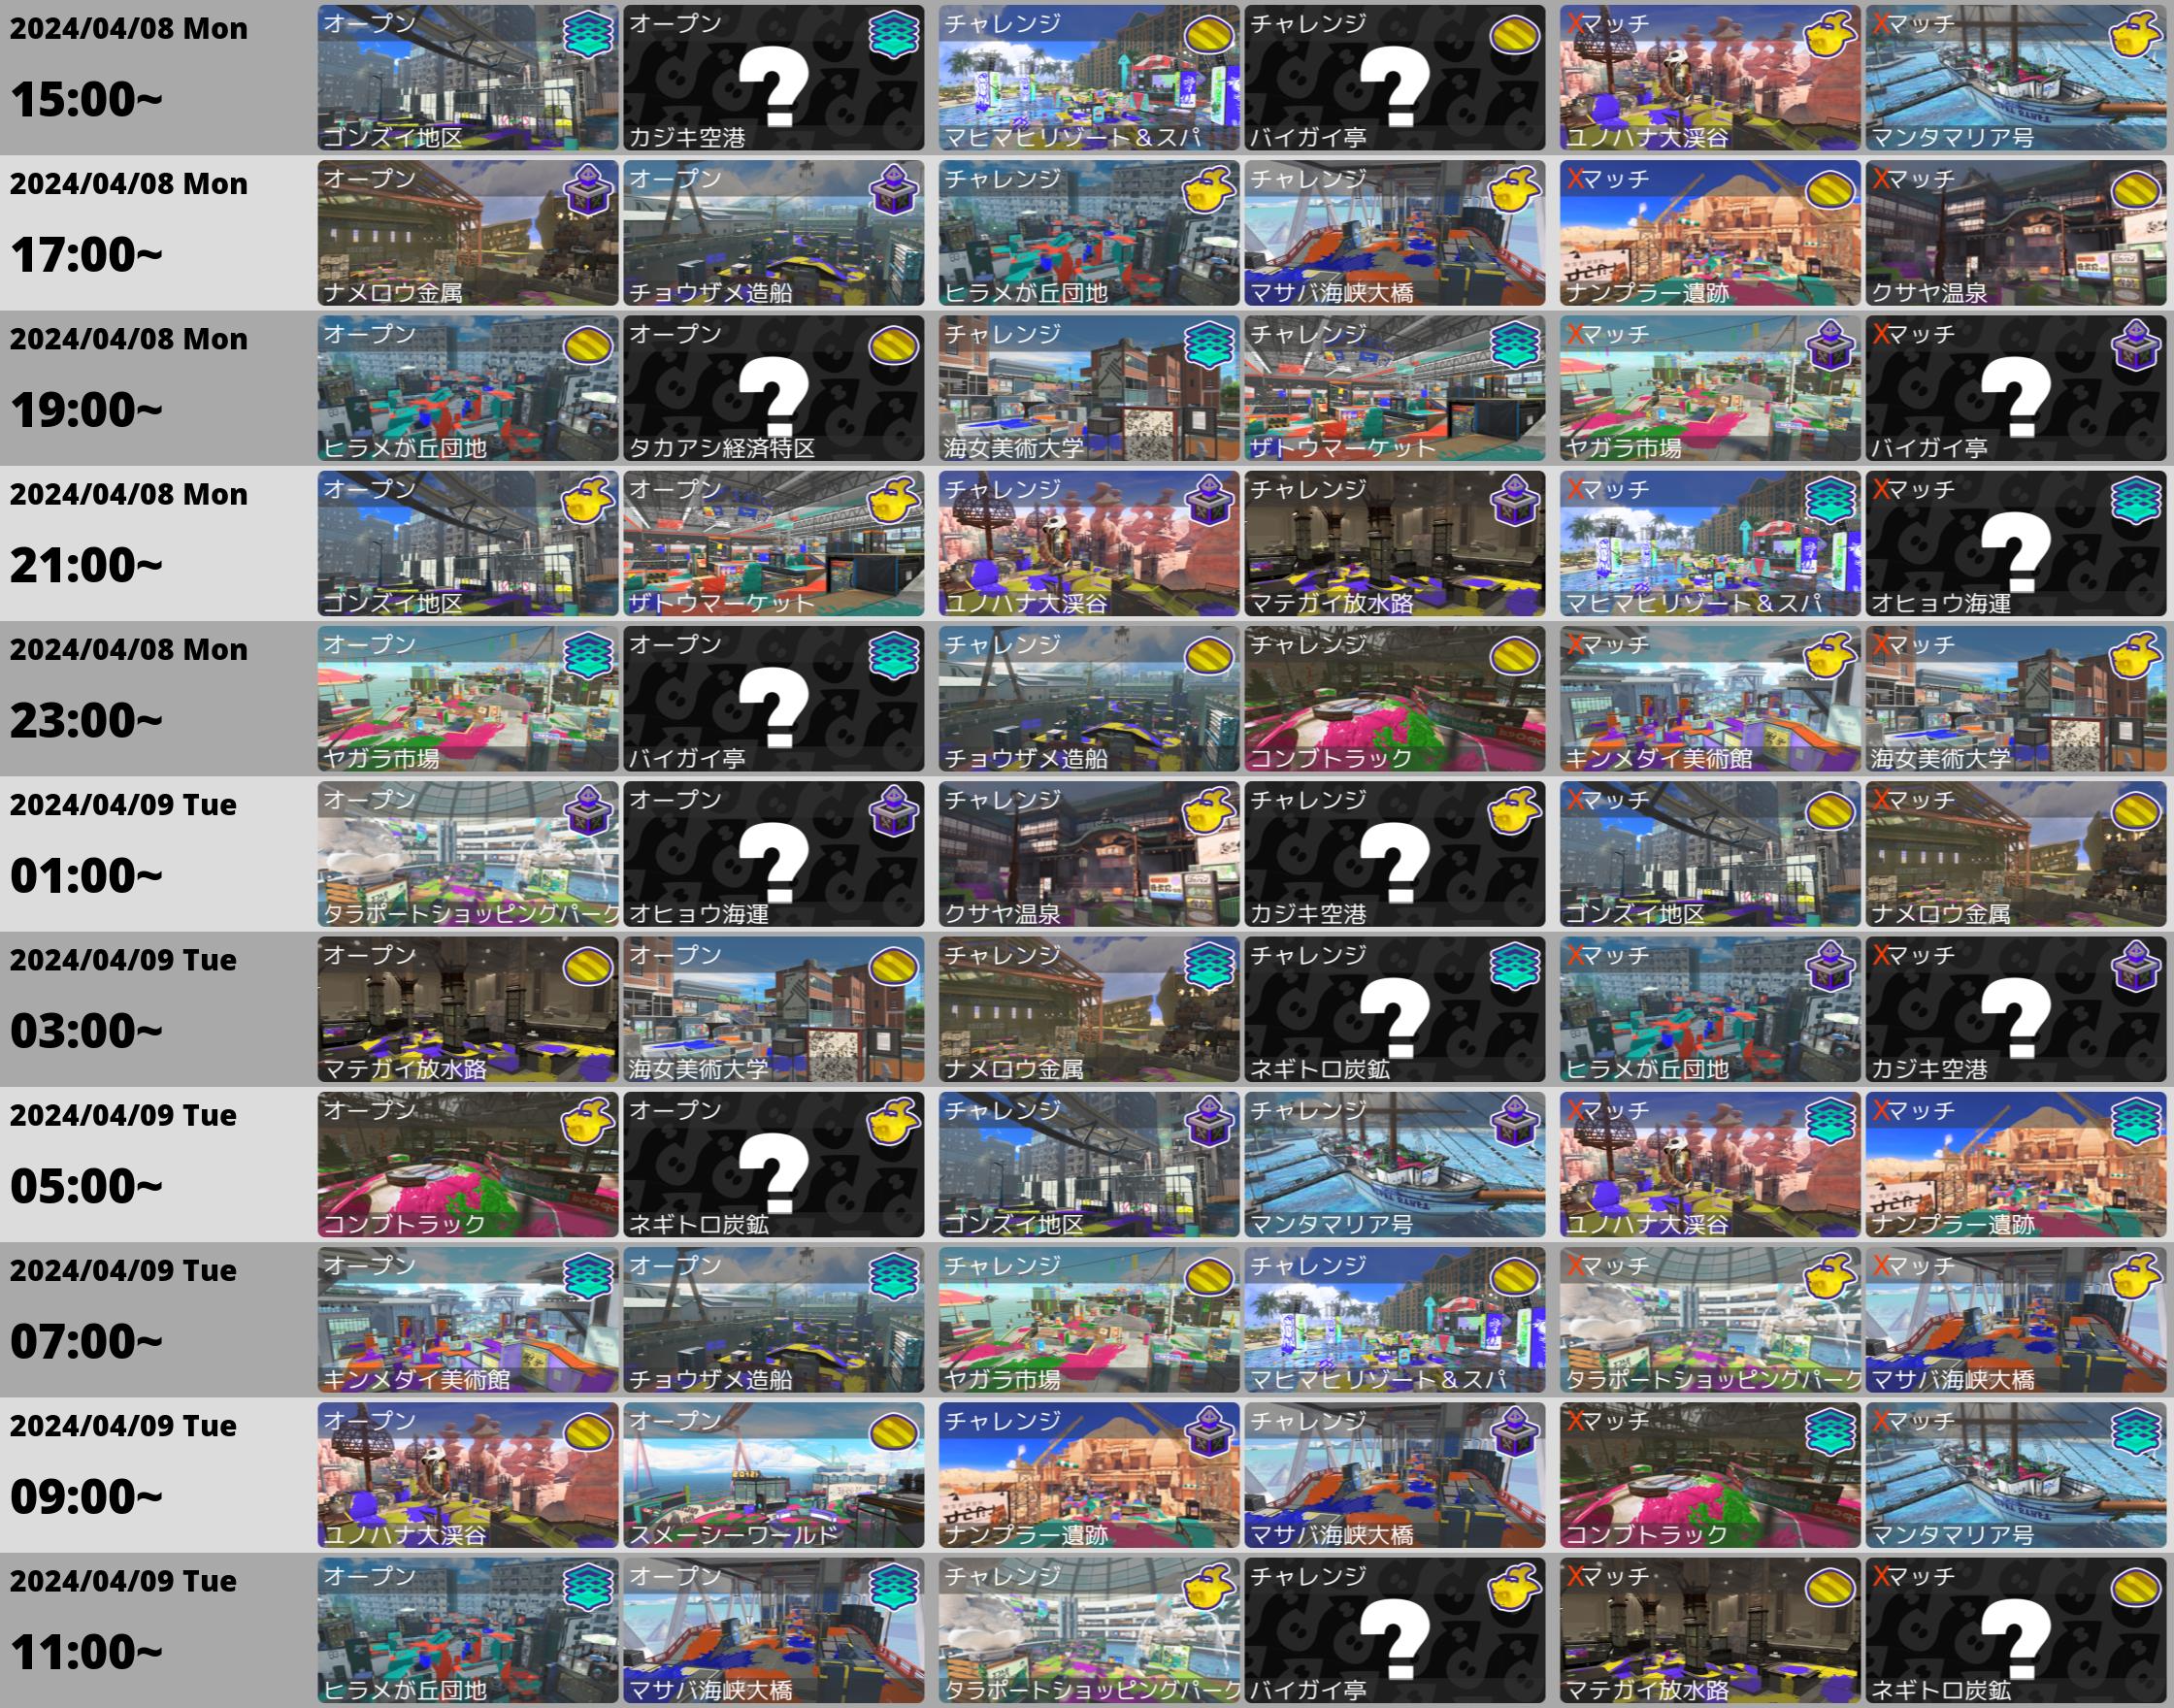 2024/04/08 Mon
15:00~
オープン
ゴンズイ地区
オープン
カジキ空港
チャレンジ
マヒマヒリゾート＆スパ
チャレンジ
バイガイ亭
Xマッチ
ユノハナ大渓谷
Xマッチ
マンタマリア号
2024/04/08 Mon
17:00~
オープン
ナメロウ金属
オープン
チョウザメ造船
チャレンジ
ヒラメが丘団地
チャレンジ
マサバ海峡大橋
Xマッチ
ナンプラー遺跡
Xマッチ
クサヤ温泉
2024/04/08 Mon
19:00~
オープン
ヒラメが丘団地
オープン
タカアシ経済特区
チャレンジ
海女美術大学
チャレンジ
ザトウマーケット
Xマッチ
ヤガラ市場
Xマッチ
バイガイ亭
2024/04/08 Mon
21:00~
オープン
ゴンズイ地区
オープン
ザトウマーケット
チャレンジ
ユノハナ大渓谷
チャレンジ
マテガイ放水路
Xマッチ
マヒマヒリゾート＆スパ
Xマッチ
オヒョウ海運
2024/04/08 Mon
23:00~
オープン
ヤガラ市場
オープン
バイガイ亭
チャレンジ
チョウザメ造船
チャレンジ
コンブトラック
Xマッチ
キンメダイ美術館
Xマッチ
海女美術大学
2024/04/09 Tue
01:00~
オープン
タラポートショッピングパーク
オープン
オヒョウ海運
チャレンジ
クサヤ温泉
チャレンジ
カジキ空港
Xマッチ
ゴンズイ地区
Xマッチ
ナメロウ金属
2024/04/09 Tue
03:00~
オープン
マテガイ放水路
オープン
海女美術大学
チャレンジ
ナメロウ金属
チャレンジ
ネギトロ炭鉱
Xマッチ
ヒラメが丘団地
Xマッチ
カジキ空港
2024/04/09 Tue
05:00~
オープン
コンブトラック
オープン
ネギトロ炭鉱
チャレンジ
ゴンズイ地区
チャレンジ
マンタマリア号
Xマッチ
ユノハナ大渓谷
Xマッチ
ナンプラー遺跡
2024/04/09 Tue
07:00~
オープン
キンメダイ美術館
オープン
チョウザメ造船
チャレンジ
ヤガラ市場
チャレンジ
マヒマヒリゾート＆スパ
Xマッチ
タラポートショッピングパーク
Xマッチ
マサバ海峡大橋
2024/04/09 Tue
09:00~
オープン
ユノハナ大渓谷
オープン
スメーシーワールド
チャレンジ
ナンプラー遺跡
チャレンジ
マサバ海峡大橋
Xマッチ
コンブトラック
Xマッチ
マンタマリア号
2024/04/09 Tue
11:00~
オープン
ヒラメが丘団地
オープン
マサバ海峡大橋
チャレンジ
タラポートショッピングパーク
チャレンジ
バイガイ亭
Xマッチ
マテガイ放水路
Xマッチ
ネギトロ炭鉱